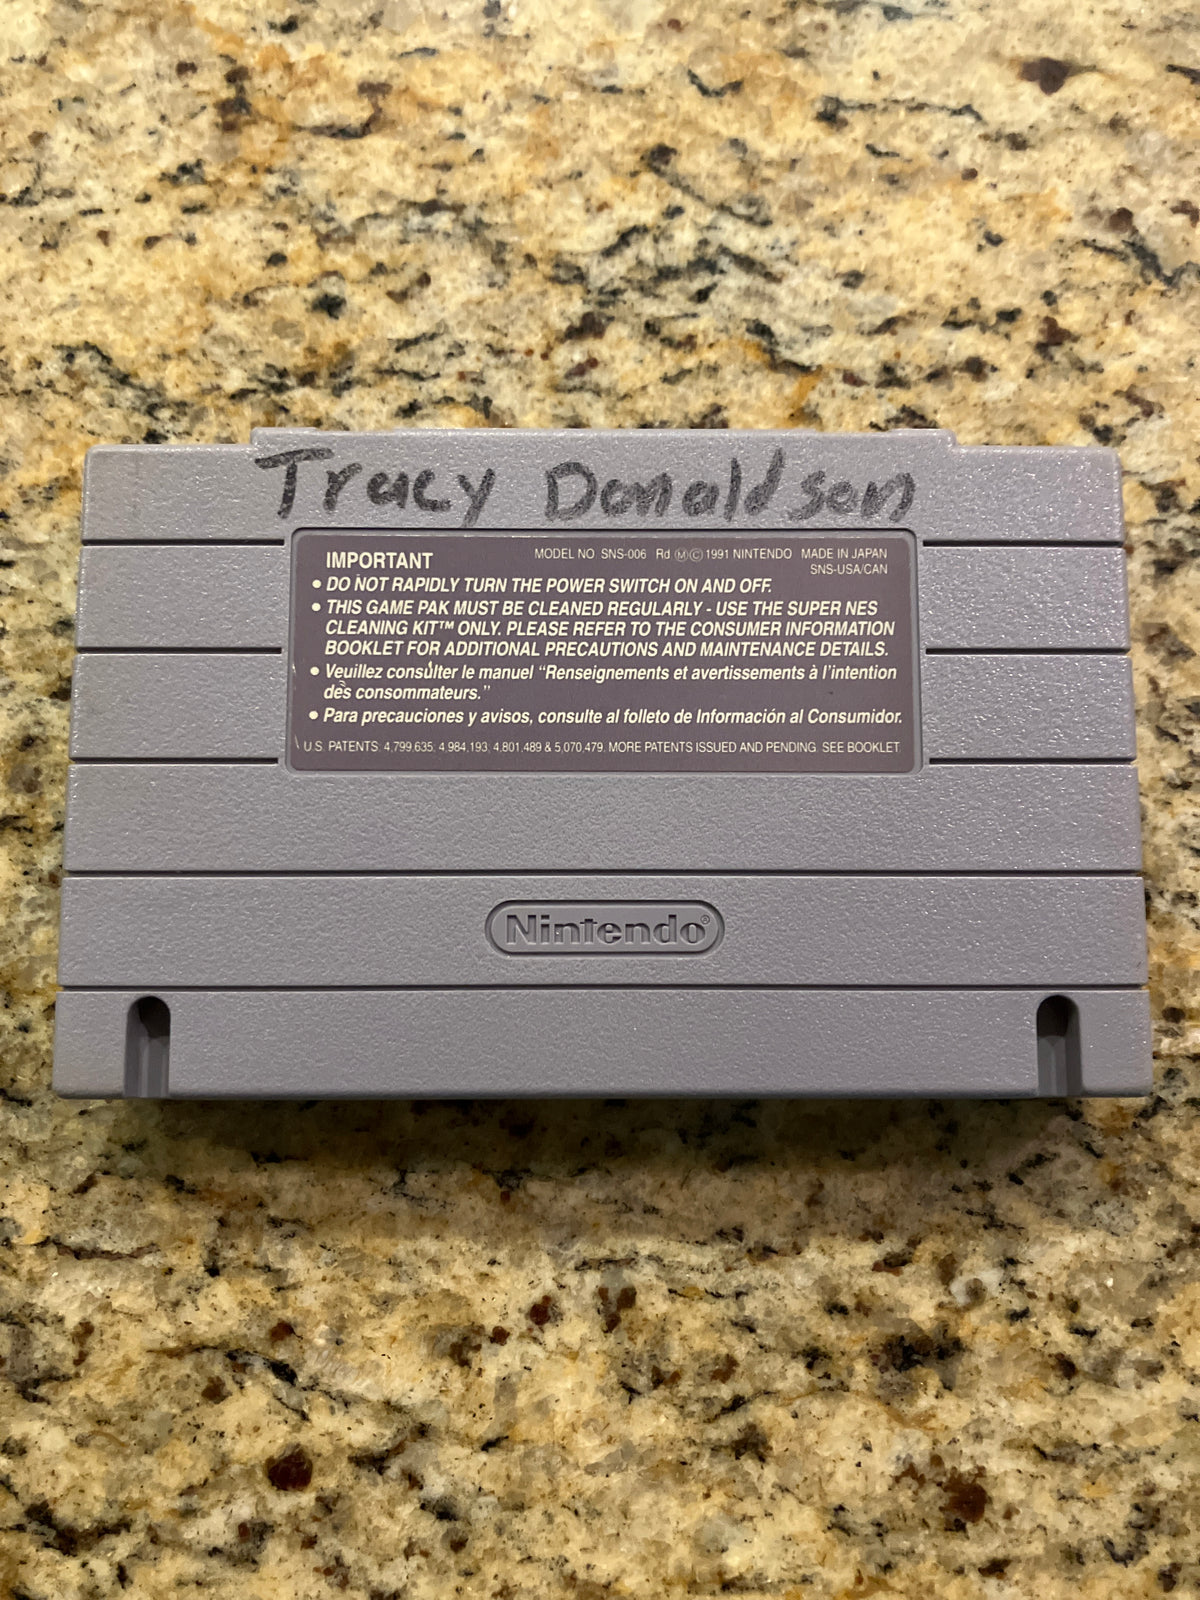 Tracy Donaldsen
IMPORTANT
MODEL NO SNS-006 Rd Ⓜ© 1991 NINTENDO MADE IN JAPAN
SNS-USA/CAN
• DO NOT RAPIDLY TURN THE POWER SWITCH ON AND OFF.
• THIS GAME PAK MUST BE CLEANED REGULARLY - USE THE SUPER NES
CLEANING KIT™ ONLY. PLEASE REFER TO THE CONSUMER INFORMATION
BOOKLET FOR ADDITIONAL PRECAUTIONS AND MAINTENANCE DETAILS.
• Veuillez consulter le manuel "Renseignements et avertissements à l'intention
des consommateurs."
• Para precauciones y avisos, consulte al folleto de Información al Consumidor.
U.S. PATENTS: 4,799,635; 4,984,193, 4,801,489 & 5,070,479. MORE PATENTS ISSUED AND PENDING. SEE BOOKLET.
Nintendo®